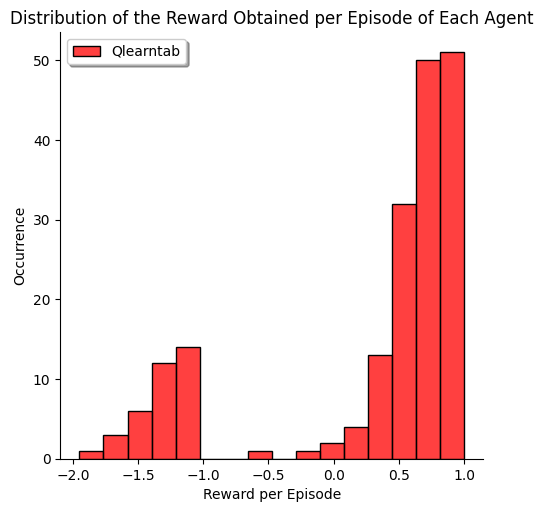 Distribution of the Reward Obtained per Episode of Each Agent
Qlearntab
Occurrence
50
40
30
20
10
0
−2.0 −1.5 −1.0 −0.5 0.0 0.5 1.0
Reward per Episode